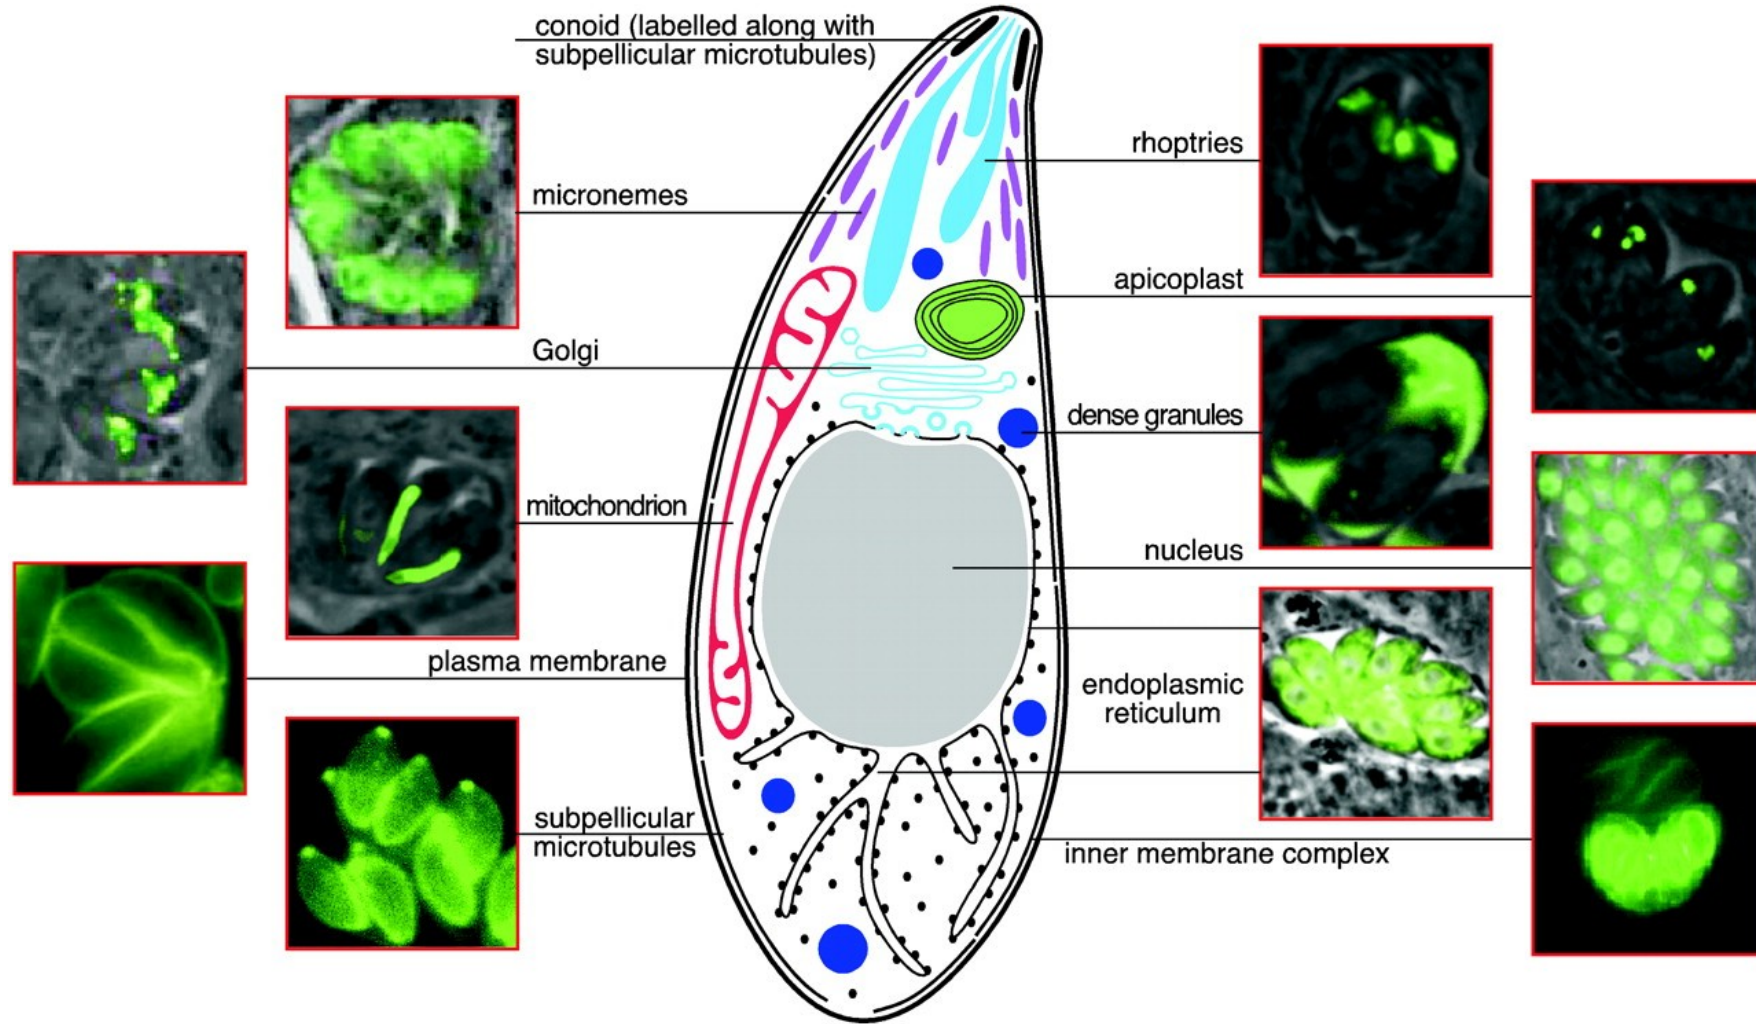 conoid (labelled along with
subpellicular microtubules)
rhoptries
micronemes
apicoplast
Golgi
dense granules
mitochondrion
nucleus
plasma membrane
endoplasmic
reticulum
subpellicular
microtubules
inner membrane complex